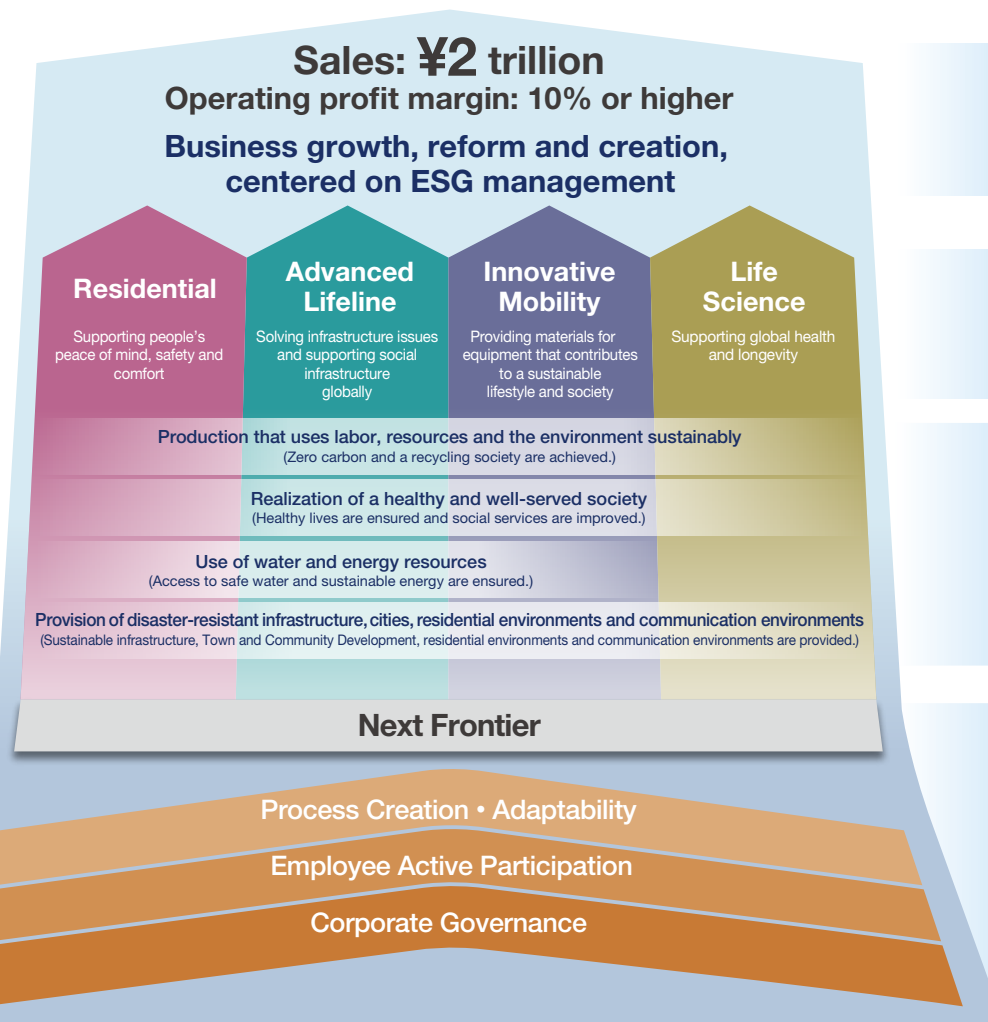 Sales: ¥2 trillion
Operating profit margin: 10% or higher
Business growth, reform and creation,
centered on ESG management
Residential
Supporting people's
peace of mind, safety and
comfort
Advanced
Lifeline
Solving infrastructure issues
and supporting social
infrastructure
globally
Innovative
Mobility
Providing materials for
equipment that contributes
to a sustainable
lifestyle and society
Life
Science
Supporting global health
and longevity
Production that uses labor, resources and the environment sustainably
(Zero carbon and a recycling society are achieved.)
Realization of a healthy and well-served society
(Healthy lives are ensured and social services are improved.)
Use of water and energy resources
(Access to safe water and sustainable energy are ensured.)
Provision of disaster-resistant infrastructure, cities, residential environments and communication environments
(Sustainable infrastructure, Town and Community Development, residential environments and communication environments are provided.)
Next Frontier
Process Creation • Adaptability
Employee Active Participation
Corporate Governance